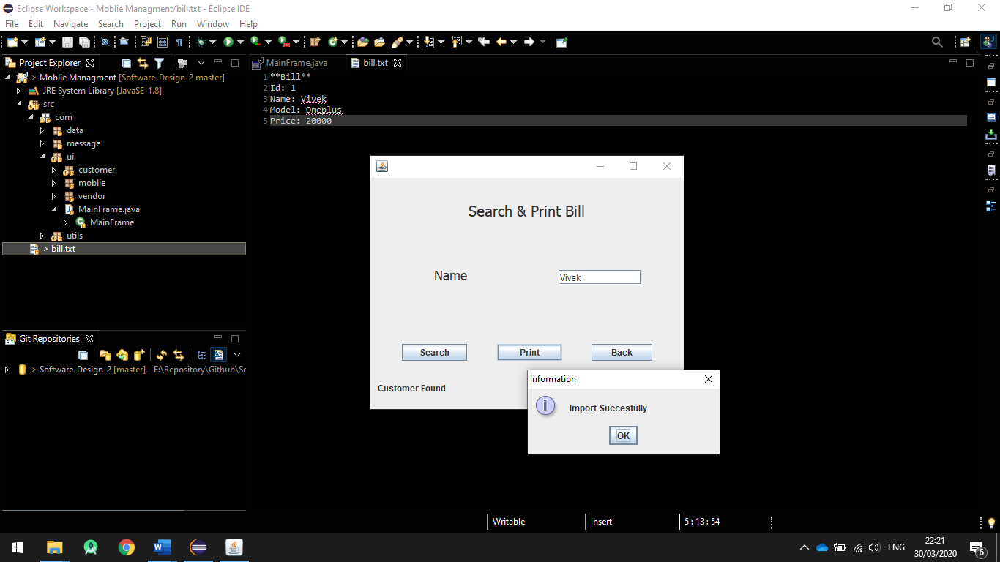 Eclipse Workspace - Moblie Managment/bill.txt - Eclipse IDE
File Edit Navigate Search Project Run Window Help
Project Explorer
> Moblie Managment [Software-Design-2 master]
JRE System Library [JavaSE-1.8]
src
com
data
message
ui
customer
moblie
vendor
MainFrame.java
MainFrame
utils
> bill.txt
Git Repositories
GIT
> Software-Design-2 [master] - F:\Repository\Github\Sc
MainFrame.java bill.txt
1 **Bill**
2 Id: 1
3 Name: Vivek
4 Model: Oneplus
5 Price: 20000
Search & Print Bill
Name Vivek
Search Print Back
Customer Found
Information
i Import Succesfully
OK
Writable Insert 5 : 13 : 54
W ENG 22:21
30/03/2020
6